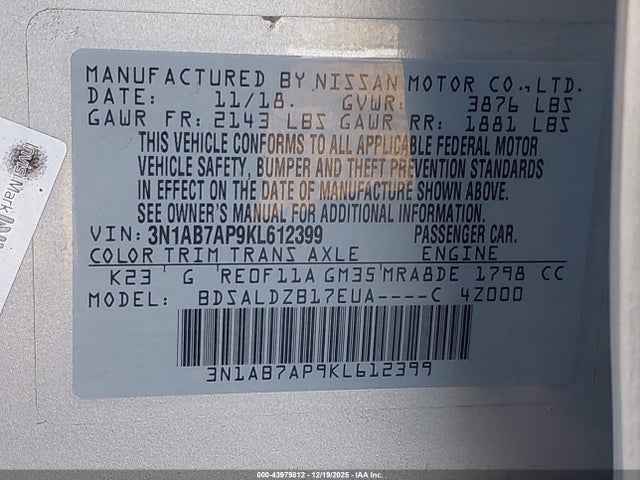 MANUFACTURED BY NISSAN MOTOR CO., LTD.
DATE: 11/18. GVWR: 3876 LBS
GAWR FR: 2143 LBS GAWR RR: 1881 LBS
THIS VEHICLE CONFORMS TO ALL APPLICABLE FEDERAL MOTOR
VEHICLE SAFETY, BUMPER AND THEFT PREVENTION STANDARDS
IN EFFECT ON THE DATE OF MANUFACTURE SHOWN ABOVE.
SEE OWNER'S MANUAL FOR ADDITIONAL INFORMATION.
VIN: 3N1AB7AP9KL612399 PASSENGER CAR.
COLOR TRIM TRANS AXLE ENGINE
K23 G RE0F11A GM35 MRA8DE 1798 CC
MODEL: BDSALDZB17EUA----C 4Z000
3N1AB7AP9KL612399
000-43979812 - 12/19/2025 - IAA Inc.